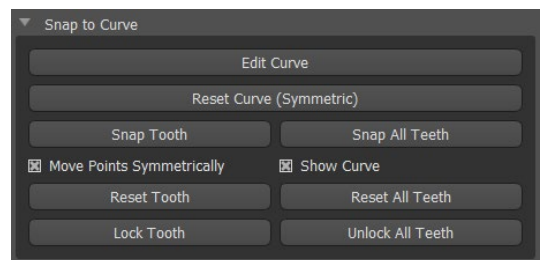 Snap to Curve
Edit Curve
Reset Curve (Symmetric)
Snap Tooth Snap All Teeth
Move Points Symmetrically Show Curve
Reset Tooth Reset All Teeth
Lock Tooth Unlock All Teeth